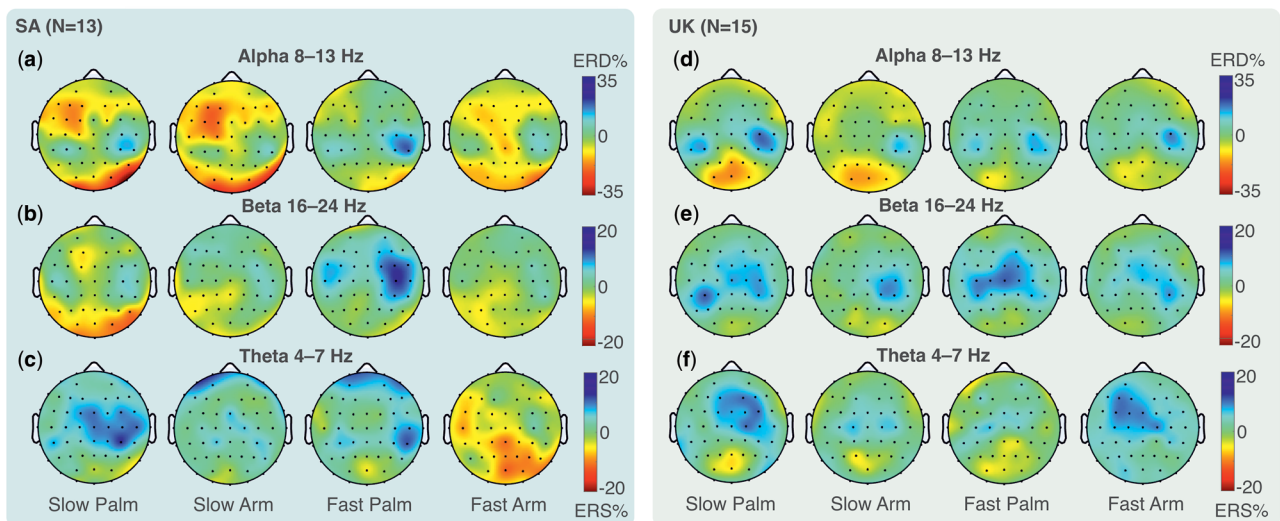 SA (N=13)
(a) Alpha 8–13 Hz ERD%
35
0
-35
(b) Beta 16–24 Hz
20
0
-20
(c) Theta 4–7 Hz
20
0
-20
Slow Palm Slow Arm Fast Palm Fast Arm ERS%
UK (N=15)
(d) Alpha 8–13 Hz ERD%
35
0
-35
(e) Beta 16–24 Hz
20
0
-20
(f) Theta 4–7 Hz
20
0
-20
Slow Palm Slow Arm Fast Palm Fast Arm ERS%